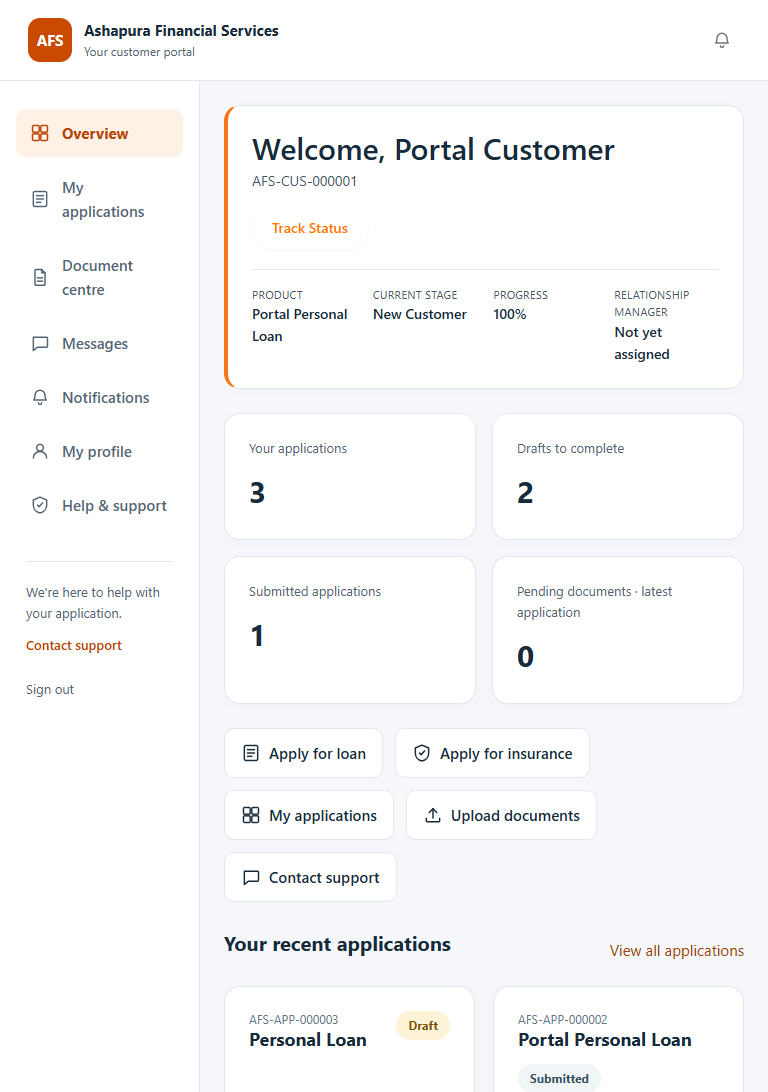 AFS
Ashapura Financial Services
Your customer portal
Overview
My
applications
Document
centre
Messages
Notifications
My profile
Help & support
We're here to help with
your application.
Contact support
Sign out
Welcome, Portal Customer
AFS-CUS-000001
Track Status
PRODUCT
Portal Personal
Loan
CURRENT STAGE
New Customer
PROGRESS
100%
RELATIONSHIP
MANAGER
Not yet
assigned
Your applications
3
Drafts to complete
2
Submitted applications
1
Pending documents · latest
application
0
Apply for loan
Apply for insurance
My applications
Upload documents
Contact support
Your recent applications
View all applications
AFS-APP-000003
Personal Loan
Draft
AFS-APP-000002
Portal Personal Loan
Submitted